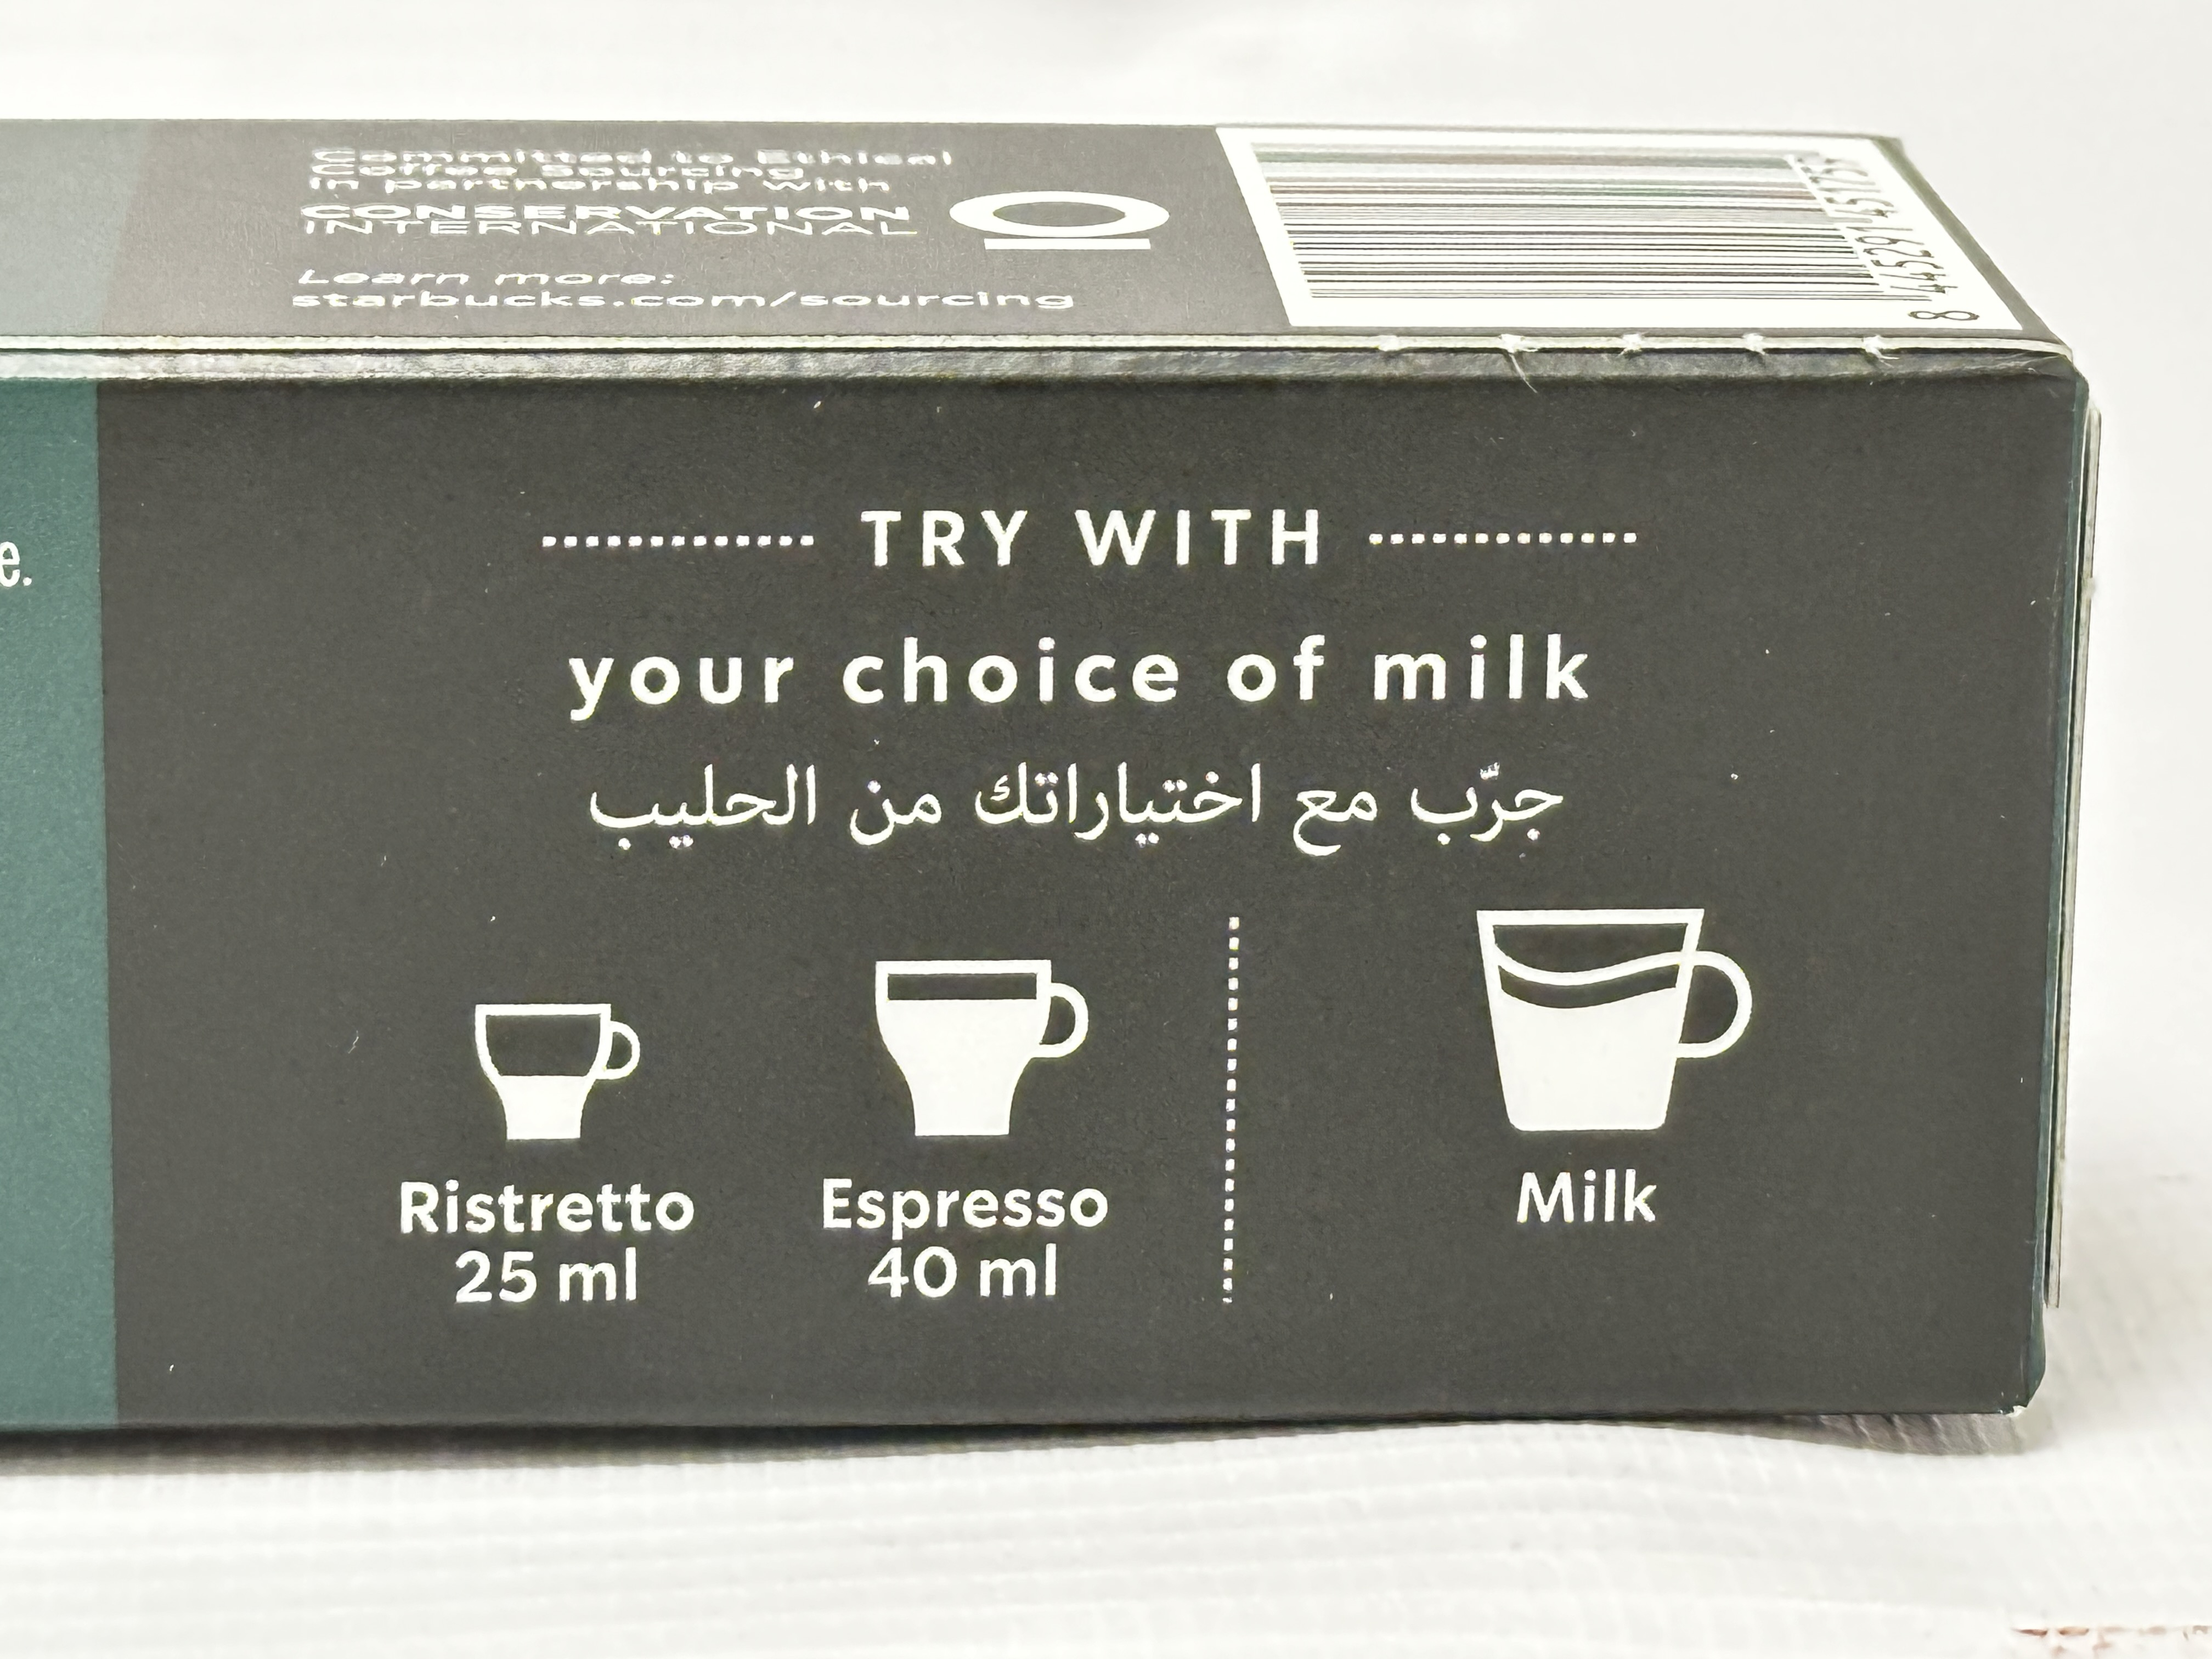 Committed to Ethical
Coffee Sourcing
in partnership with
CONSERVATION
INTERNATIONAL
Learn more:
starbucks.com/sourcing
e.
TRY WITH
your choice of milk
جرّب مع اختياراتك من الحليب
Ristretto
25 ml
Espresso
40 ml
Milk